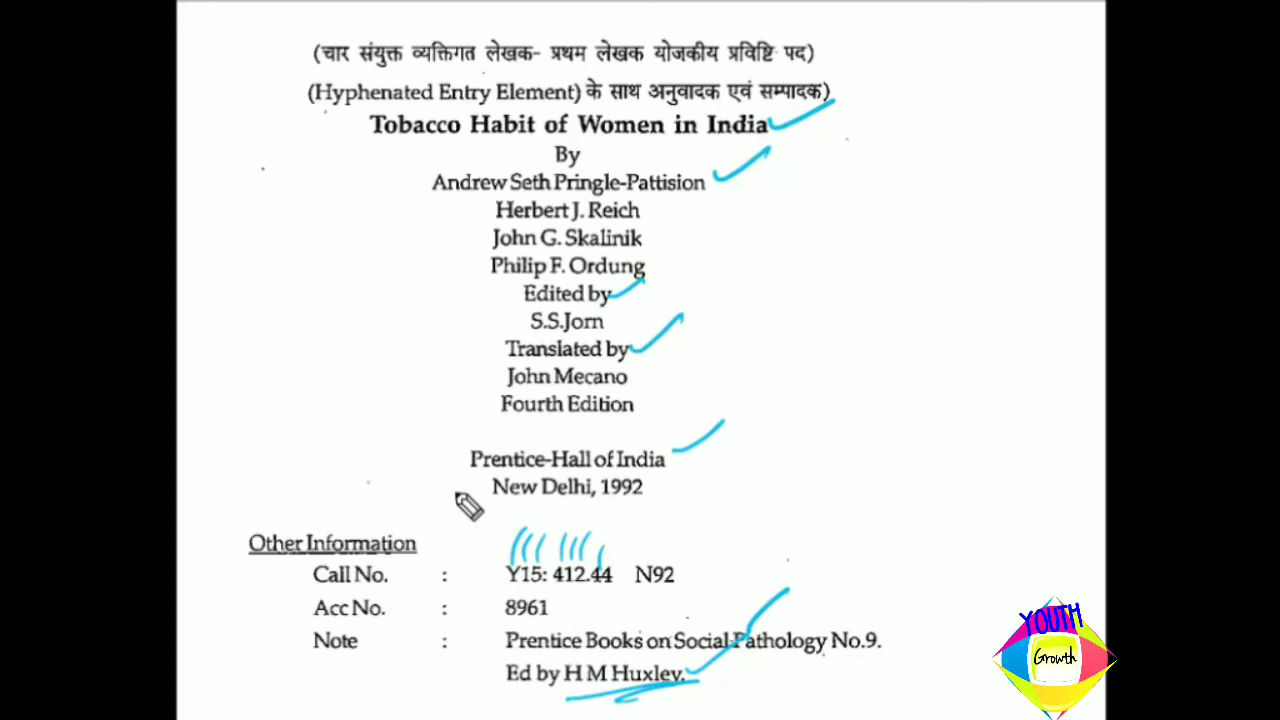 (चार संयुक्त व्यक्तिगत लेखक- प्रथम लेखक योजकीय प्रविष्टि पद)
(Hyphenated Entry Element) के साथ अनुवादक एवं सम्पादक)
Tobacco Habit of Women in India
By
Andrew Seth Pringle-Pattision
Herbert J. Reich
John G. Skalinik
Philip F. Ordung
Edited by
S.S.Jorn
Translated by
John Mecano
Fourth Edition
Prentice-Hall of India
New Delhi, 1992
Other Information
Call No. : Y15: 412.44 N92
Acc No. : 8961
Note : Prentice Books on Social Pathology No.9.
Ed by H M Huxley.
YOUTH
Growth